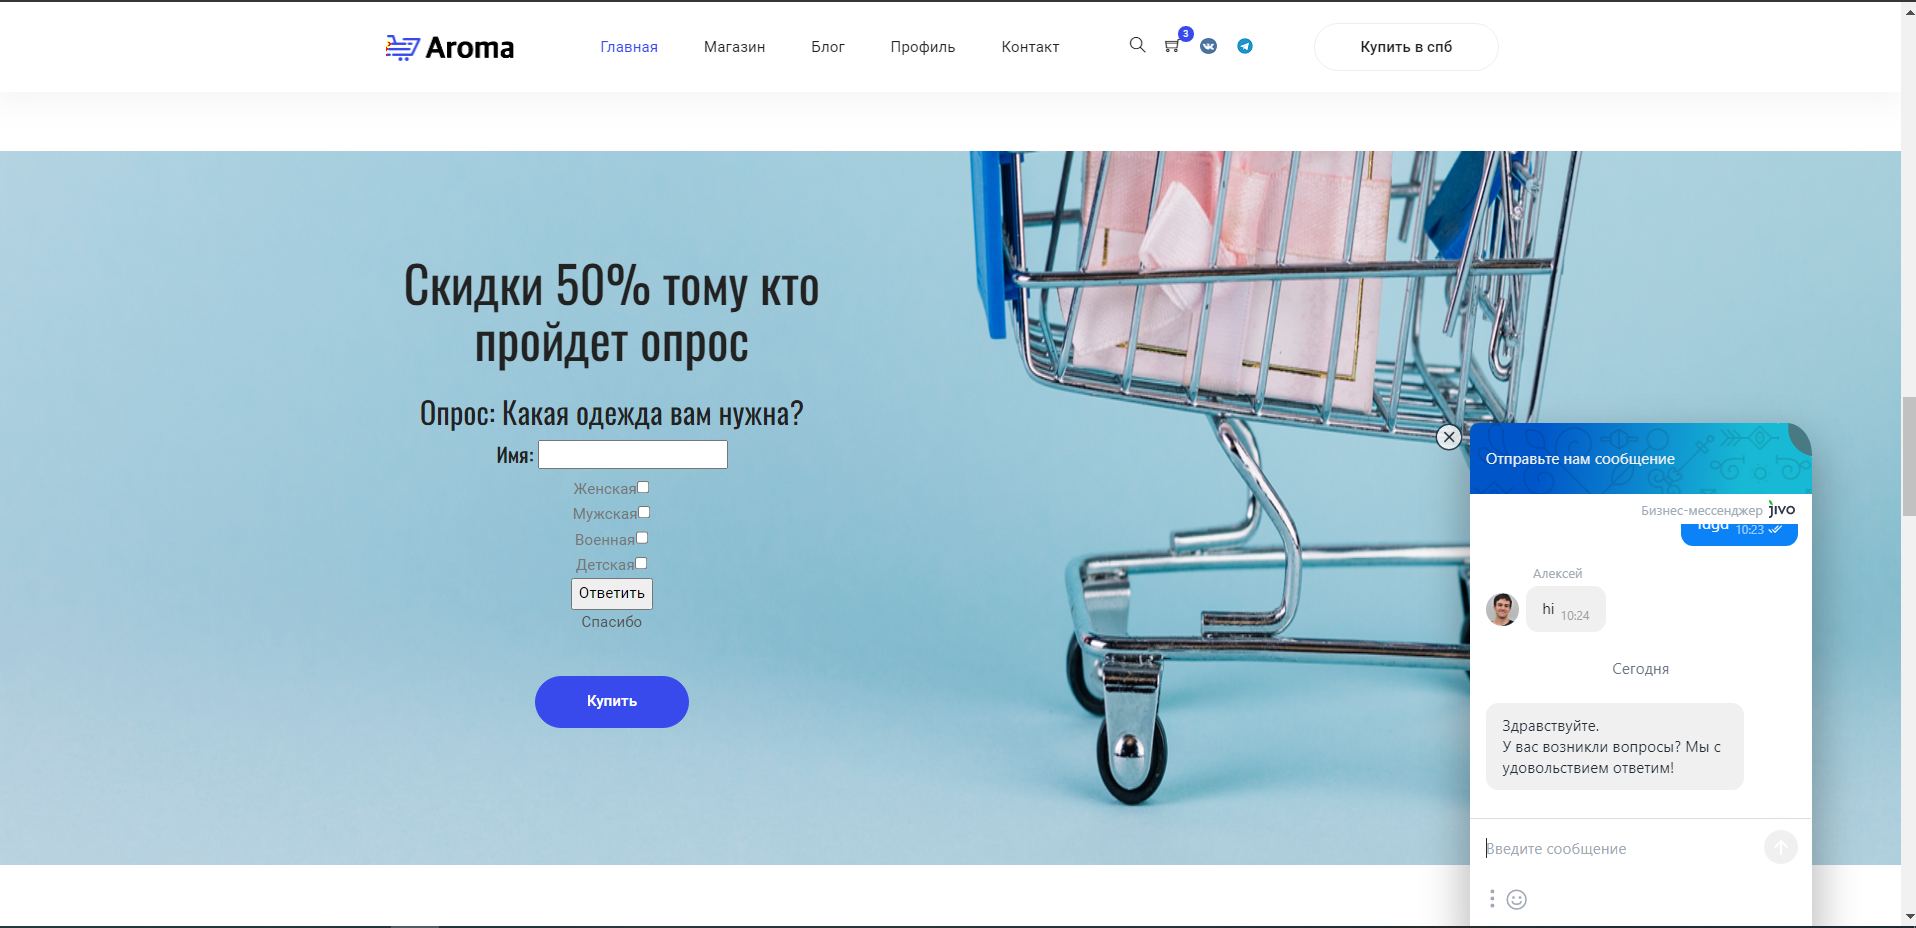 Aroma
Главная
Магазин
Блог
Профиль
Контакт
3
Купить в спб
Скидки 50% тому кто
пройдет опрос
Опрос: Какая одежда вам нужна?
Имя:
Женская
Мужская
Военная
Детская
Ответить
Спасибо
Купить
Отправьте нам сообщение
Бизнес-мессенджер jivo
10:23
Алексей
hi 10:24
Сегодня
Здравствуйте.
У вас возникли вопросы? Мы с
удовольствием ответим!
Введите сообщение